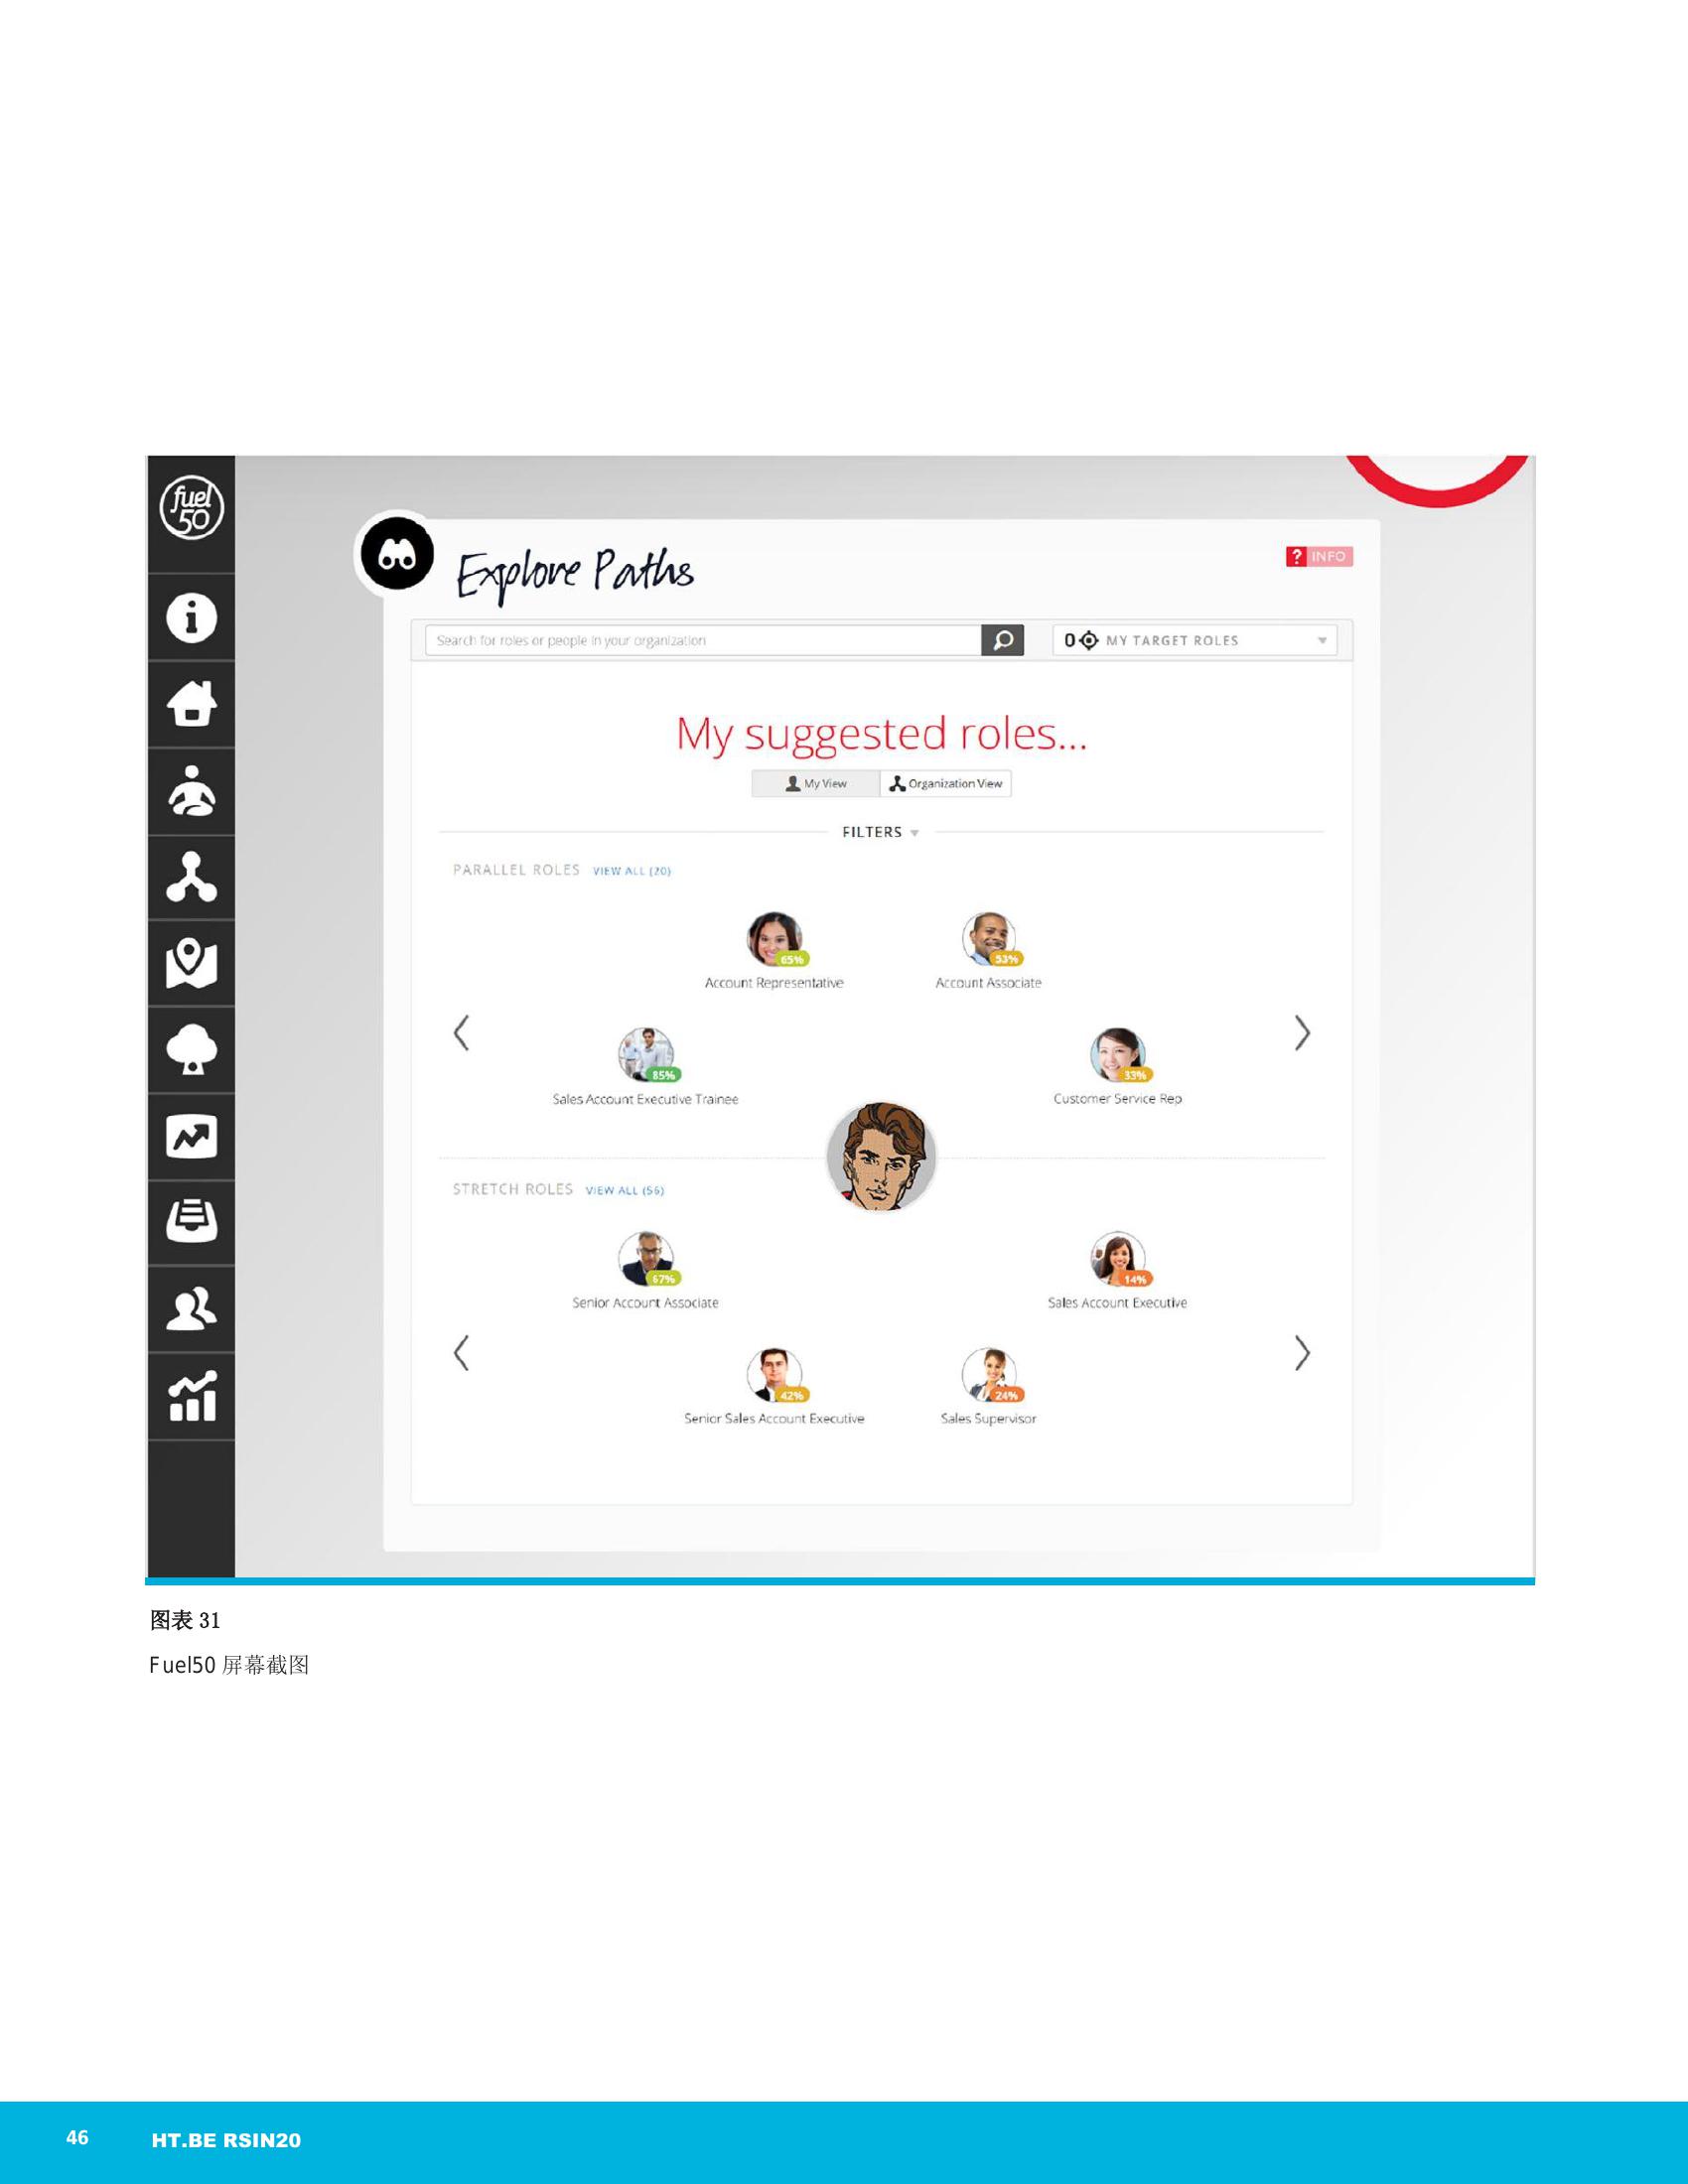 fuel
50
Explore Paths
? INFO
Search for roles or people in your organization
0 MY TARGET ROLES
My suggested roles...
My View
Organization View
FILTERS
PARALLEL ROLES VIEW ALL (20)
65%
53%
Account Representative
Account Associate
85%
33%
Sales Account Executive Trainee
Customer Service Rep
STRETCH ROLES VIEW ALL (56)
67%
14%
Senior Account Associate
Sales Account Executive
42%
24%
Senior Sales Account Executive
Sales Supervisor
图表 31
Fuel50 屏幕截图
46 HT.BE RSIN20